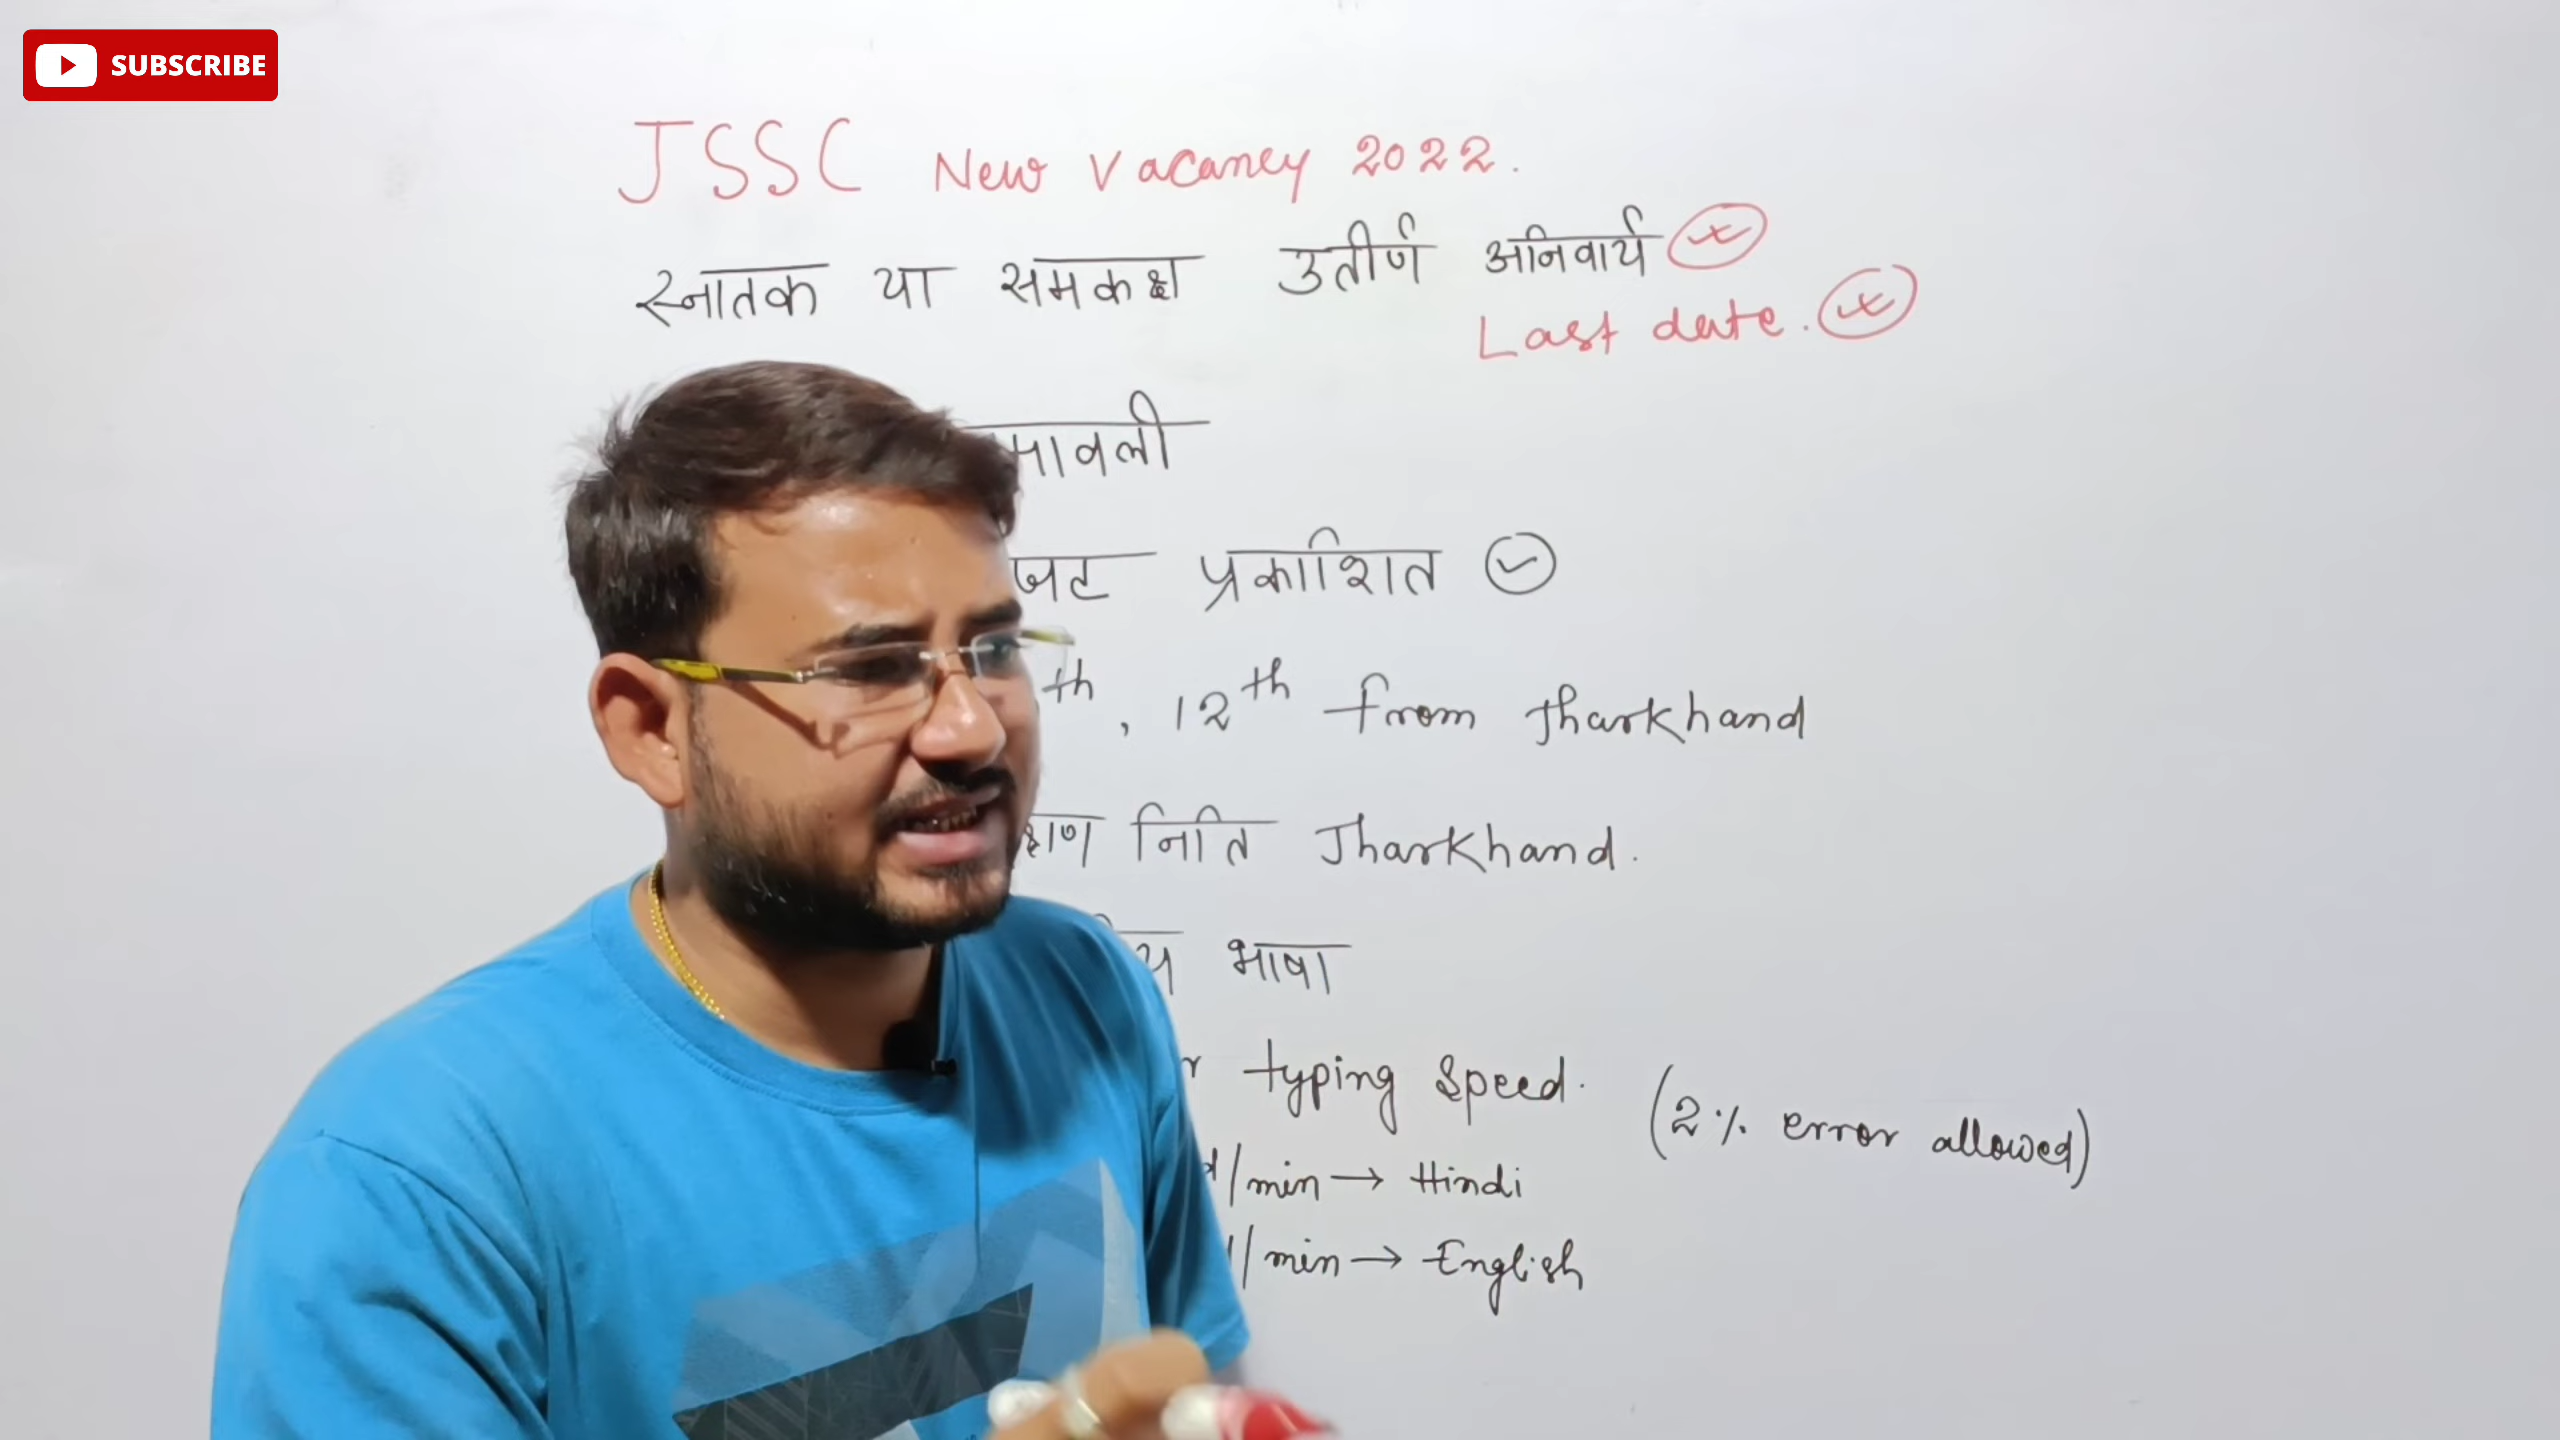 SUBSCRIBE
JSSC New Vacancy 2022.
स्नातक या समकक्ष उतीर्ण अनिवार्य
Last date.
प्रकाशित
12th from Jharkhand
निति Jharkhand.
भाषा
typing speed. (2% error allowed)
/min → Hindi
/min → English